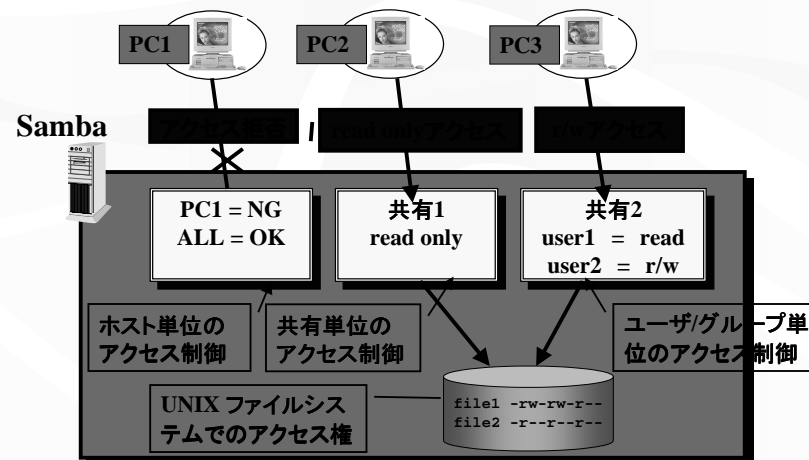 PC1
PC2
PC3
Samba
アクセス拒否
!
read onlyアクセス
r/wアクセス
PC1 = NG
ALL = OK
共有1
read only
共有2
user1 = read
user2 = r/w
ホスト単位の
アクセス制御
共有単位の
アクセス制御
ユーザ/グループ単
位のアクセス制御
UNIX ファイルシス
テムでのアクセス権
file1 -rw-rw-r--
file2 -r--r--r--